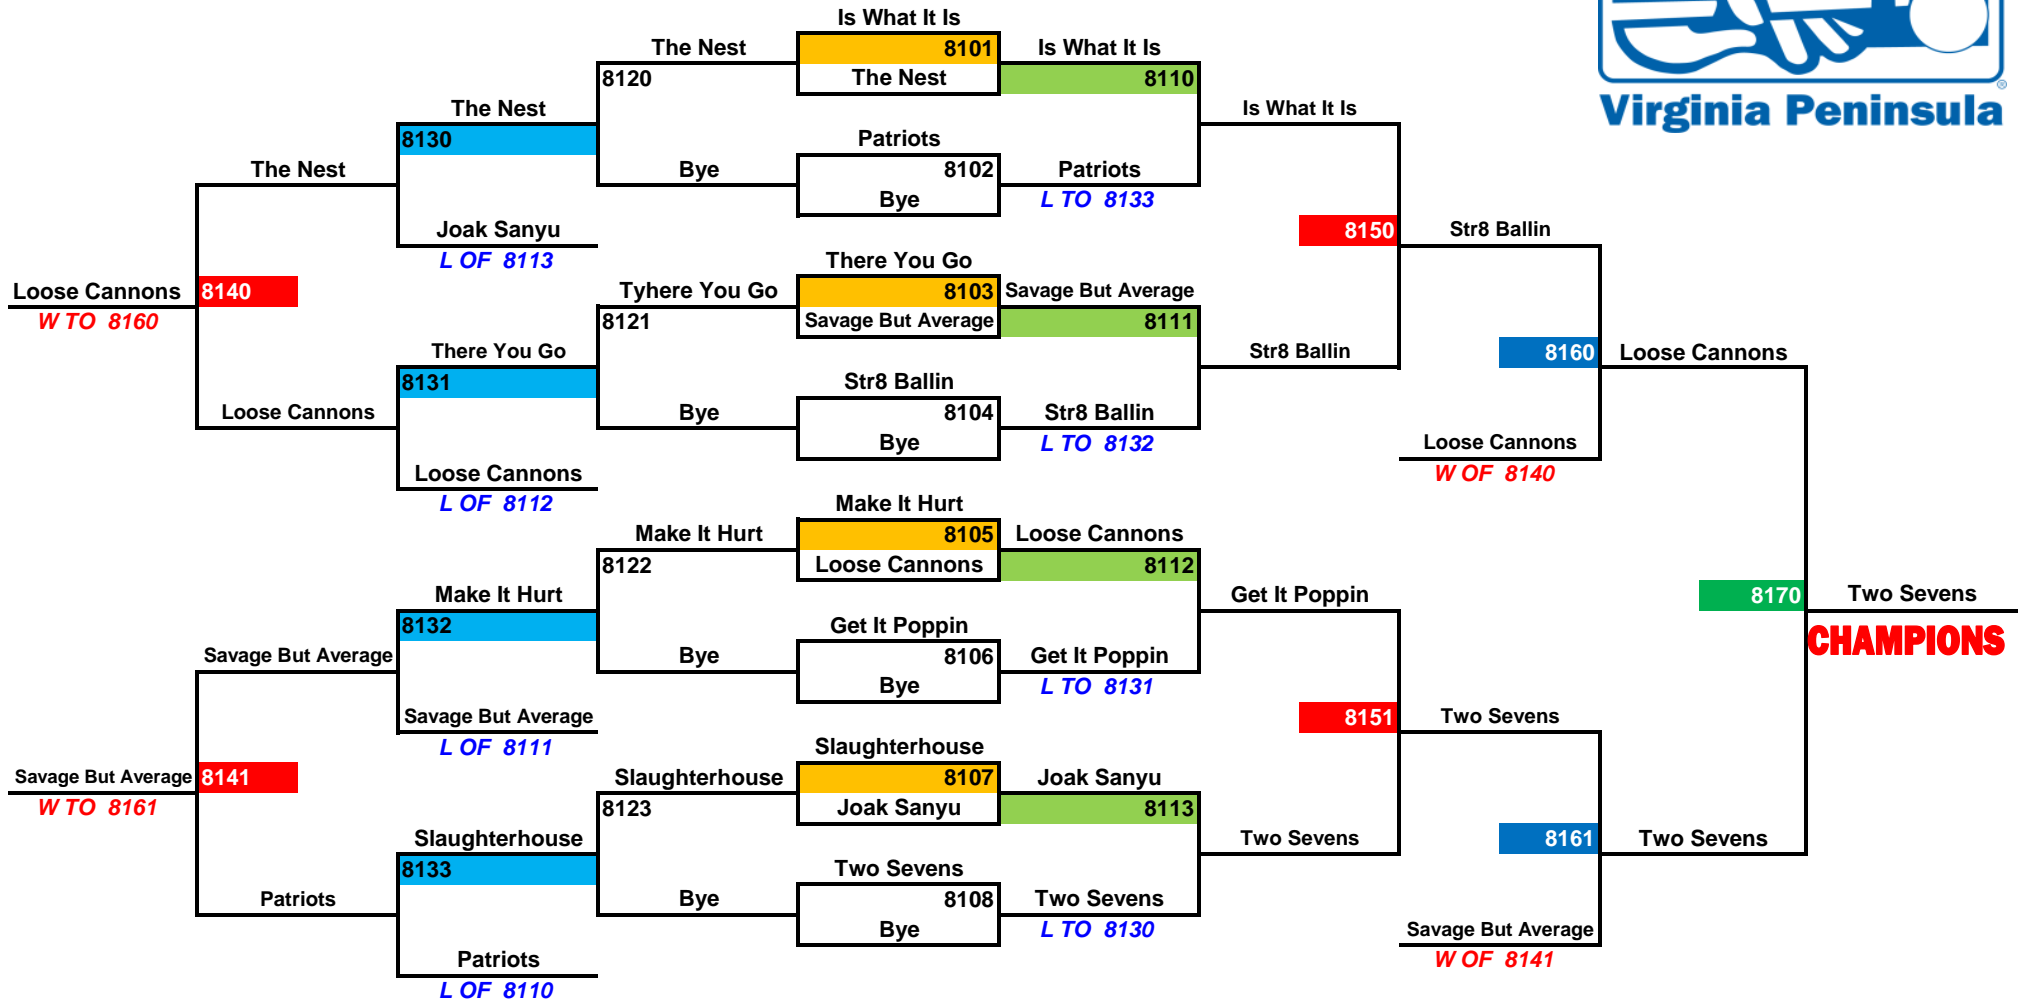 Is What It Is
The Nest
8101
Is What It Is
8120
The Nest
8110
The Nest
Is What It Is
Virginia Peninsula
8130
Patriots
The Nest
Bye
8102
Patriots
Bye
L TO 8133
Joak Sanyu
8150
Str8 Ballin
L OF 8113
There You Go
Loose Cannons
8140
Tyhere You Go
8103
Savage But Average
W TO 8160
8121
Savage But Average
8111
There You Go
Str8 Ballin
8160
Loose Cannons
8131
Str8 Ballin
Loose Cannons
Bye
8104
Str8 Ballin
Bye
L TO 8132
Loose Cannons
Loose Cannons
W OF 8140
L OF 8112
Make It Hurt
Make It Hurt
8105
Loose Cannons
8122
Loose Cannons
8112
Make It Hurt
Get It Poppin
8170
Two Sevens
8132
Get It Poppin
CHAMPIONS
Savage But Average
Bye
8106
Get It Poppin
Bye
L TO 8131
Savage But Average
8151
Two Sevens
L OF 8111
Slaughterhouse
Savage But Average
8141
Slaughterhouse
8107
Joak Sanyu
W TO 8161
8123
Joak Sanyu
8113
Slaughterhouse
Two Sevens
8161
Two Sevens
8133
Two Sevens
Patriots
Bye
8108
Two Sevens
Bye
L TO 8130
Savage But Average
Patriots
W OF 8141
L OF 8110